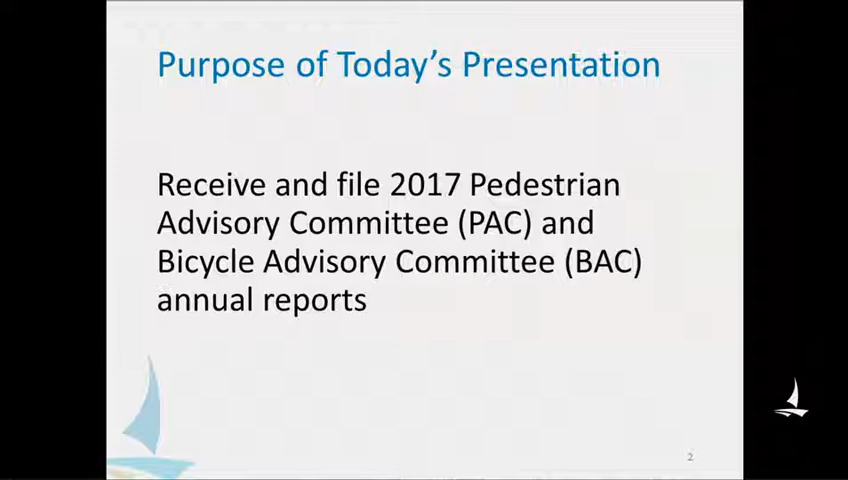 Purpose of Today's Presentation
Receive and file 2017 Pedestrian
Advisory Committee (PAC) and
Bicycle Advisory Committee (BAC)
annual reports
2